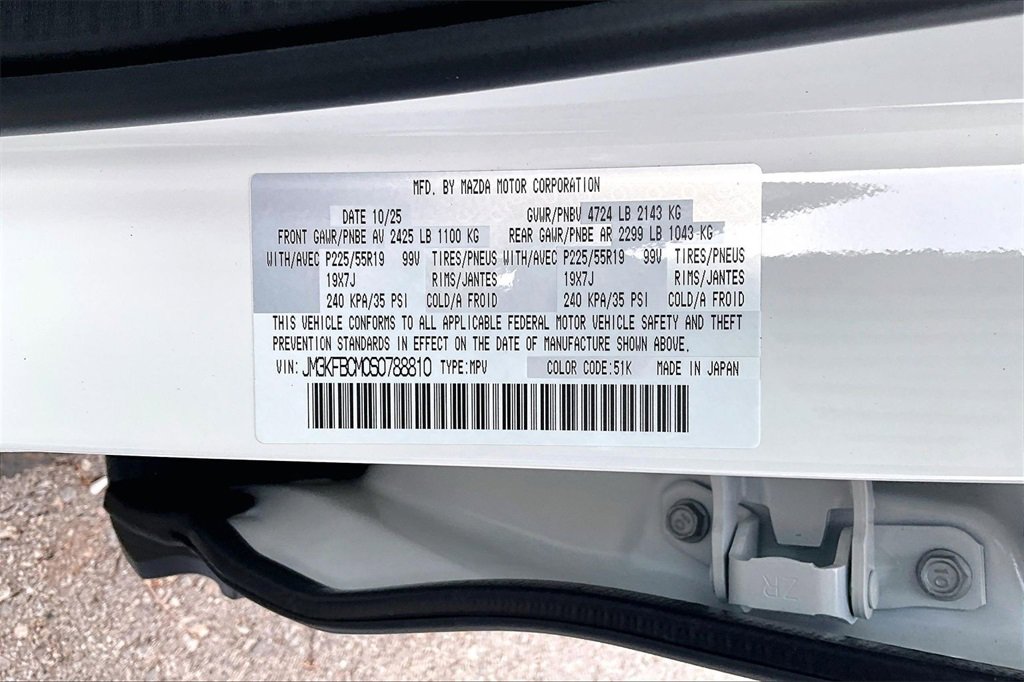 MFD. BY MAZDA MOTOR CORPORATION
DATE 10/25 GVWR/PNBV 4724 LB 2143 KG
FRONT GAWR/PNBE AV 2425 LB 1100 KG REAR GAWR/PNBE AR 2299 LB 1043 KG
WITH/AVEC P225/55R19 99V TIRES/PNEUS WITH/AVEC P225/55R19 99V TIRES/PNEUS
19X7J RIMS/JANTES 19X7J RIMS/JANTES
240 KPA/35 PSI COLD/A FROID 240 KPA/35 PSI COLD/A FROID
THIS VEHICLE CONFORMS TO ALL APPLICABLE FEDERAL MOTOR VEHICLE SAFETY AND THEFT
PREVENTION STANDARDS IN EFFECT ON THE DATE OF MANUFACTURE SHOWN ABOVE.
VIN: JM3KFBCM0S0788810 TYPE:MPV COLOR CODE:51K MADE IN JAPAN
ZR